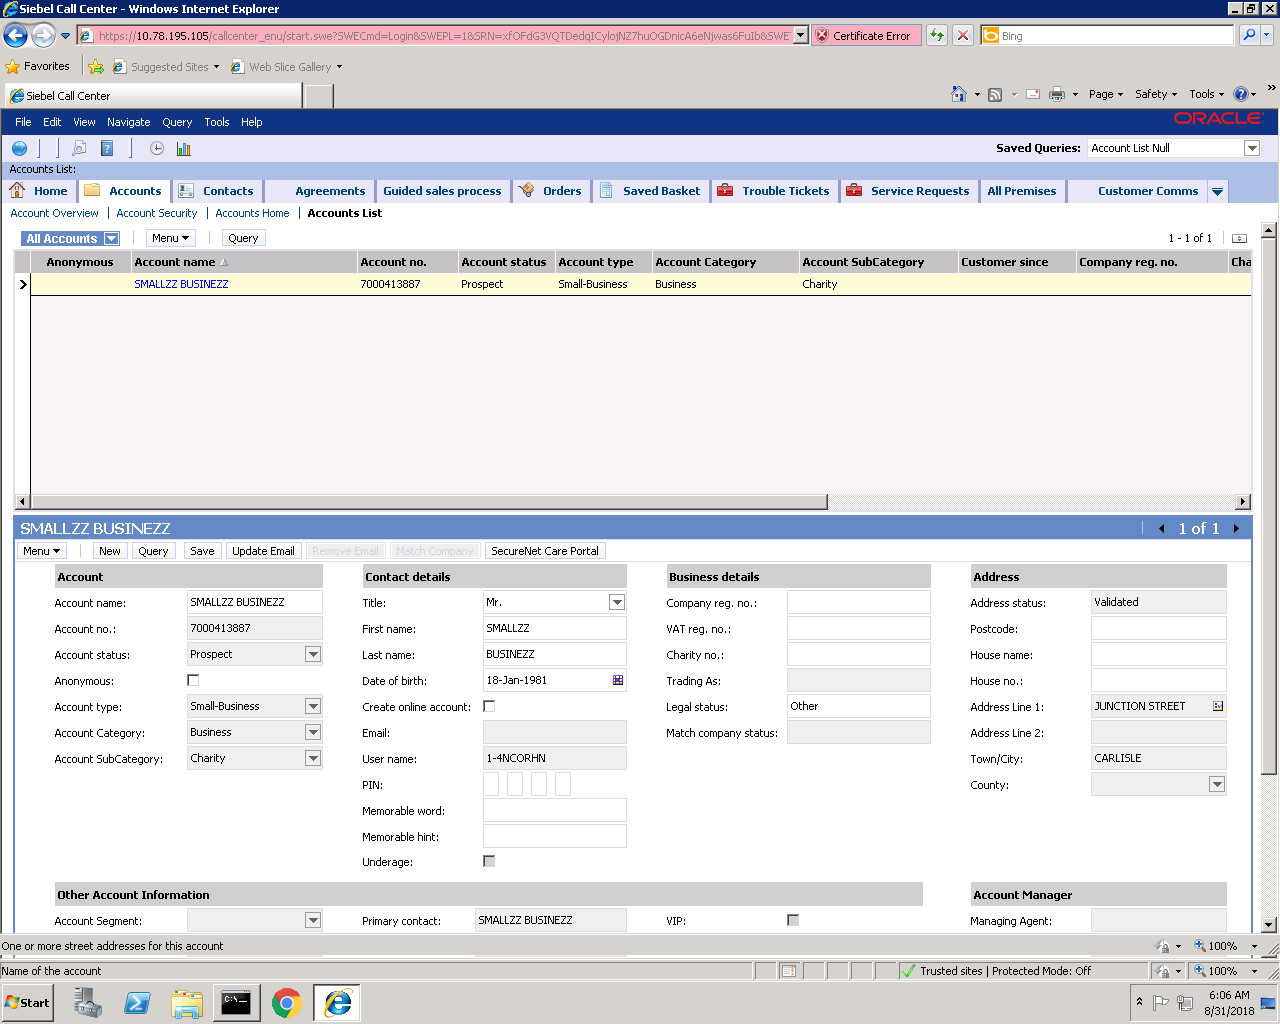 Siebel Call Center - Windows Internet Explorer
https://10.78.195.105/callcenter_enu/start.swe?SWECmd=Login&SWEPL=1&SRN=
Certificate Error
Bing
Favorites Suggested Sites Web Slice Gallery
Siebel Call Center
Page Safety Tools
File Edit View Navigate Query Tools Help
ORACLE
Saved Queries: Account List Null
Accounts List:
Home Accounts Contacts Agreements Guided sales process Orders Saved Basket Trouble Tickets Service Requests All Premises Customer Comms
Account Overview | Account Security | Accounts Home | Accounts List
All Accounts Menu Query 1 - 1 of 1
Anonymous Account name Account no. Account status Account type Account Category Account SubCategory Customer since Company reg. no. Cha
SMALLZZ BUSINEZZ 7000413887 Prospect Small-Business Business Charity
SMALLZZ BUSINEZZ 1 of 1
Menu New Query Save Update Email Remove Email Match Company SecureNet Care Portal
Account Contact details Business details Address
Account name: SMALLZZ BUSINEZZ Title: Mr. Company reg. no.: Address status: Validated
Account no.: 7000413887 First name: SMALLZZ VAT reg. no.: Postcode:
Account status: Prospect Last name: BUSINEZZ Charity no.: House name:
Anonymous: Date of birth: 18-Jan-1981 Trading As: House no.:
Account type: Small-Business Create online account: Legal status: Other Address Line 1: JUNCTION STREET
Account Category: Business Email: Match company status: Address Line 2:
Account SubCategory: Charity User name: 1-4NCORHN Town/City: CARLISLE
PIN: County:
Memorable word:
Memorable hint:
Underage:
Other Account Information Account Manager
Account Segment: Primary contact: SMALLZZ BUSINEZZ VIP: Managing Agent:
One or more street addresses for this account 100%
Name of the account Trusted sites | Protected Mode: Off 100%
Start C:\ 6:06 AM
8/31/2018